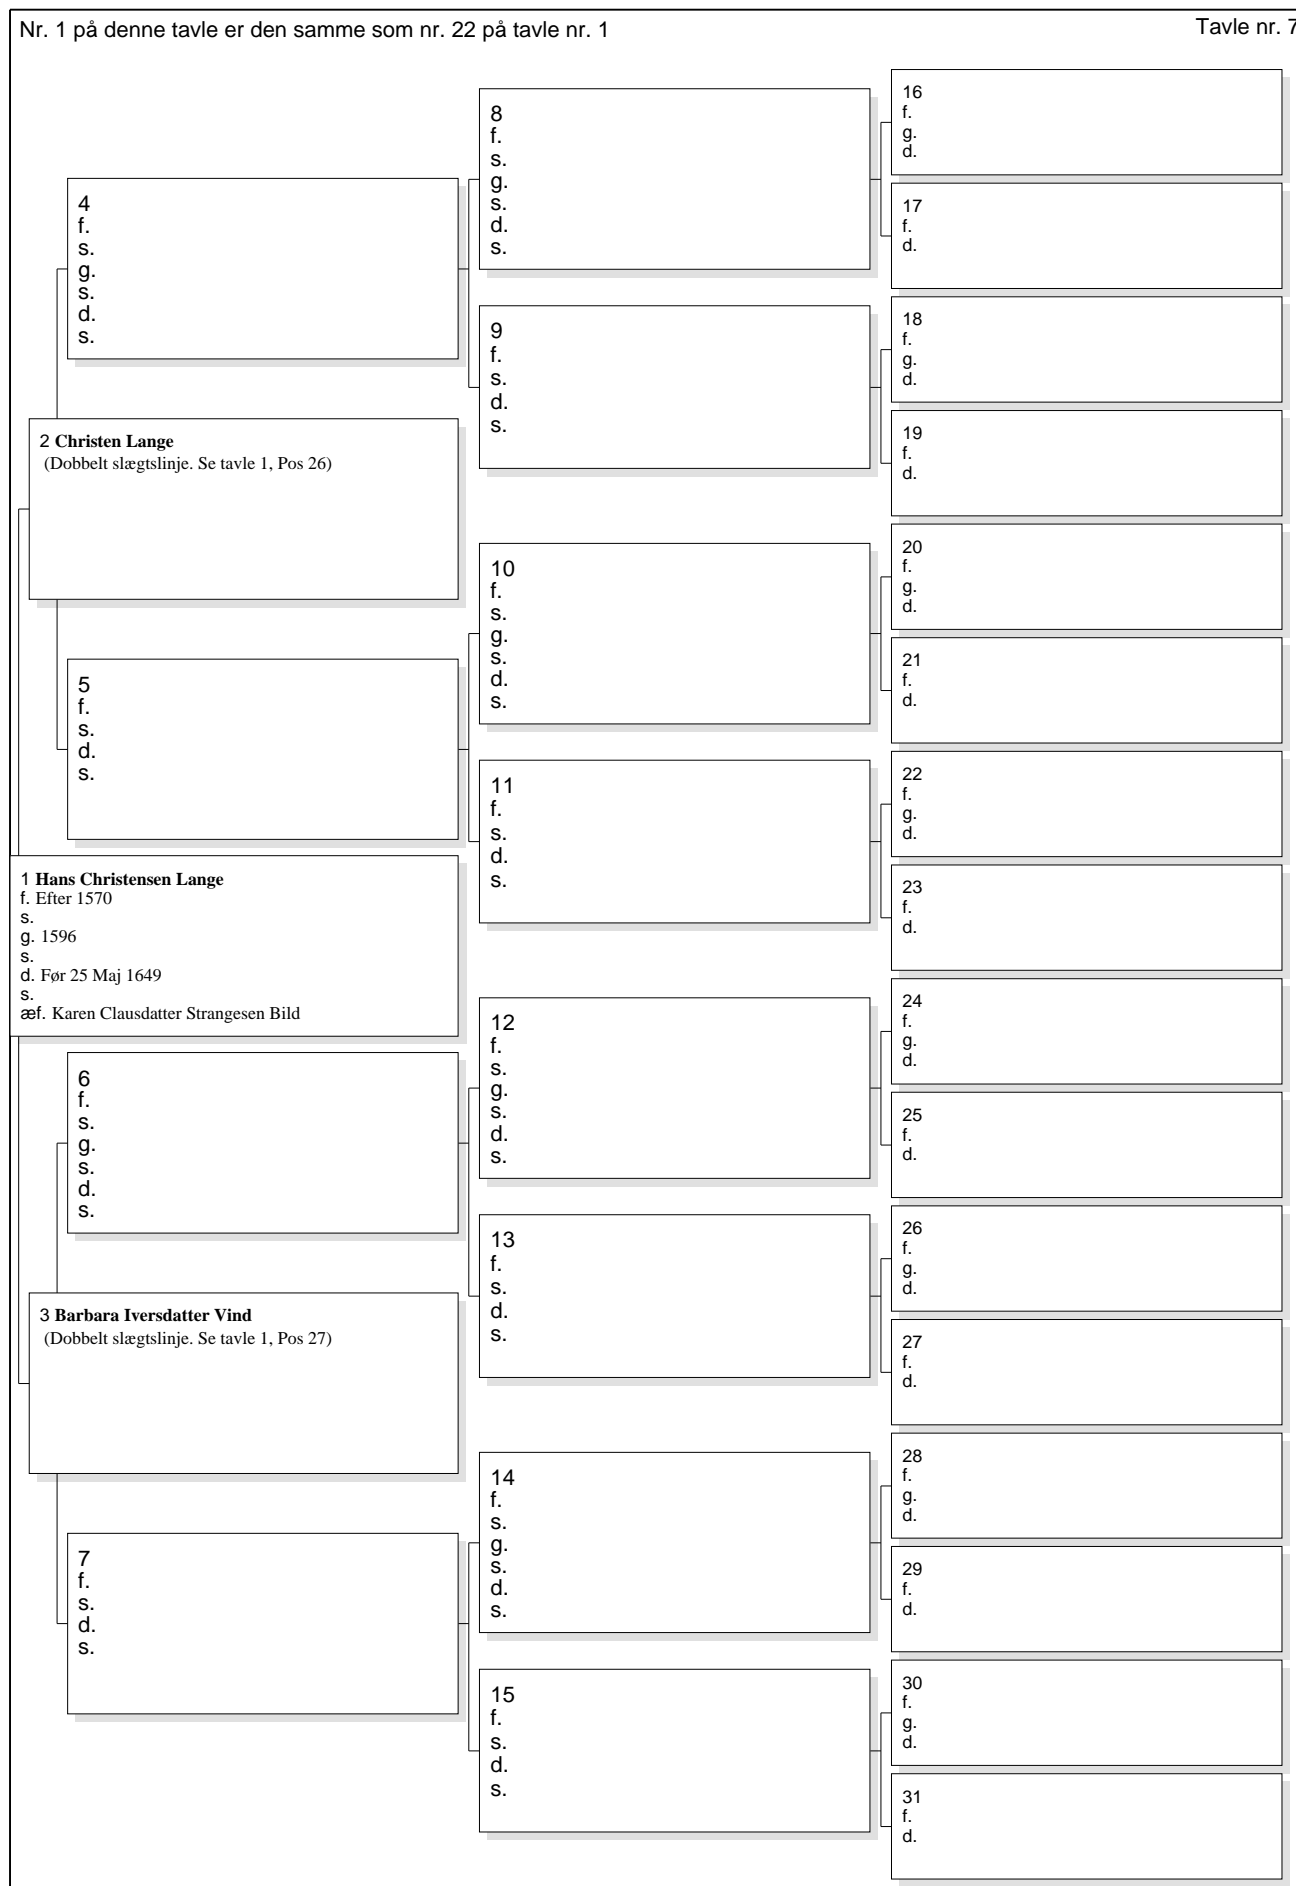 Nr. 1 på denne tavle er den samme som nr. 22 på tavle nr. 1
Tavle nr. 7
1 Hans Christensen Lange
f. Efter 1570
s.
g. 1596
s.
d. Før 25 Maj 1649
s.
æf. Karen Clausdatter Strangesen Bild
2 Christen Lange
(Dobbelt slægtslinje. Se tavle 1, Pos 26)
3 Barbara Iversdatter Vind
(Dobbelt slægtslinje. Se tavle 1, Pos 27)
4
f.
s.
g.
s.
d.
s.
5
f.
s.
d.
s.
6
f.
s.
g.
s.
d.
s.
7
f.
s.
d.
s.
8
f.
s.
g.
s.
d.
s.
9
f.
s.
d.
s.
10
f.
s.
g.
s.
d.
s.
11
f.
s.
d.
s.
12
f.
s.
g.
s.
d.
s.
13
f.
s.
d.
s.
14
f.
s.
g.
s.
d.
s.
15
f.
s.
d.
s.
16
f.
g.
d.
17
f.
d.
18
f.
g.
d.
19
f.
d.
20
f.
g.
d.
21
f.
d.
22
f.
g.
d.
23
f.
d.
24
f.
g.
d.
25
f.
d.
26
f.
g.
d.
27
f.
d.
28
f.
g.
d.
29
f.
d.
30
f.
g.
d.
31
f.
d.